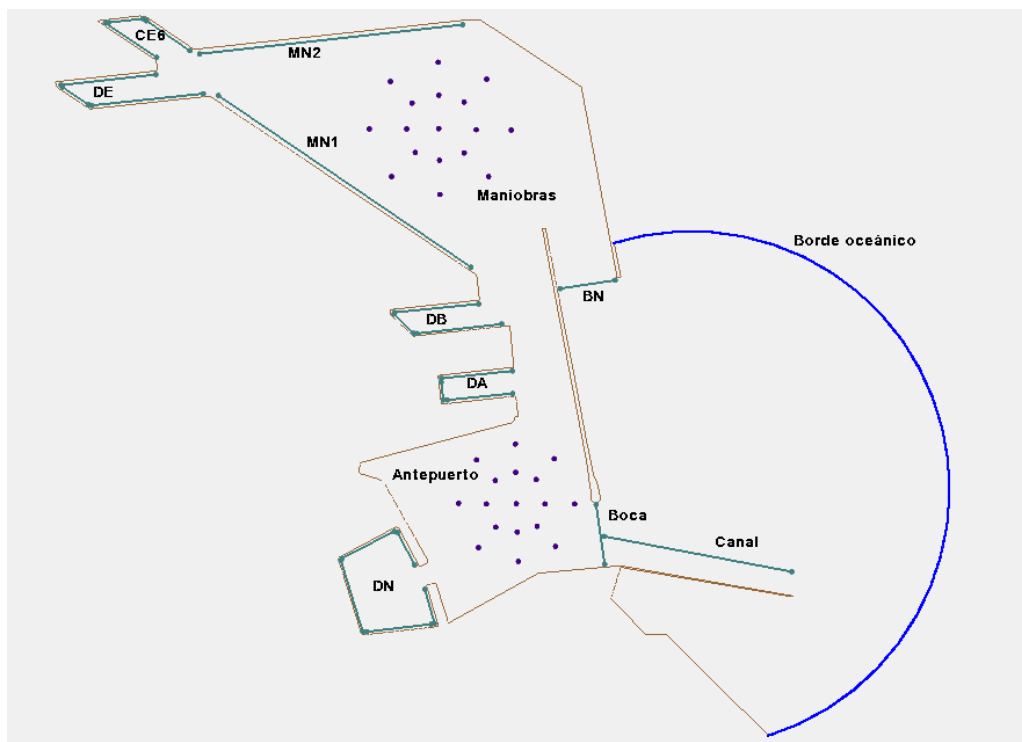 CE6
MN2
DE
MN1
Maniobras
Borde oceánico
BN
DB
DA
Antepuerto
Boca
Canal
DN